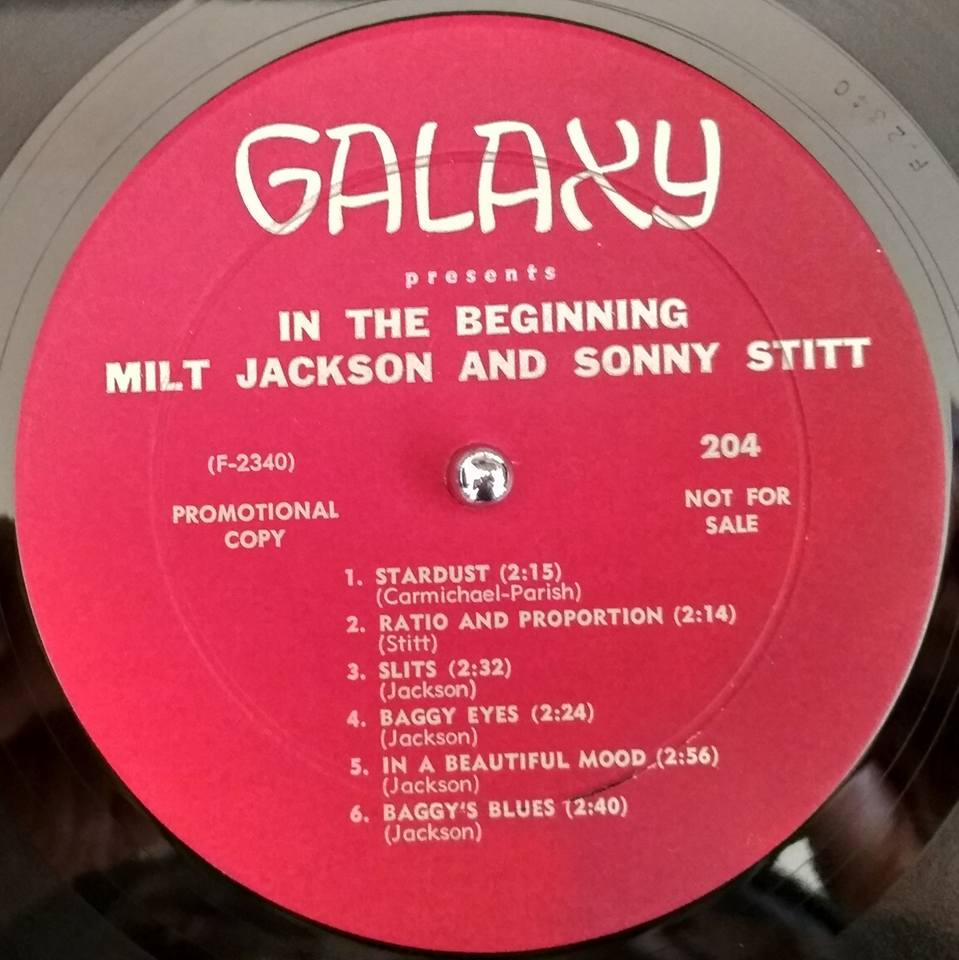 GALAXY
presents
IN THE BEGINNING
MILT JACKSON AND SONNY STITT
(F-2340)
204
PROMOTIONAL
COPY
NOT FOR
SALE
1. STARDUST (2:15)
(Carmichael-Parish)
2. RATIO AND PROPORTION (2:14)
(Stitt)
3. SLITS (2:32)
(Jackson)
4. BAGGY EYES (2:24)
(Jackson)
5. IN A BEAUTIFUL MOOD (2:56)
(Jackson)
6. BAGGY'S BLUES (2:40)
(Jackson)
F-2340